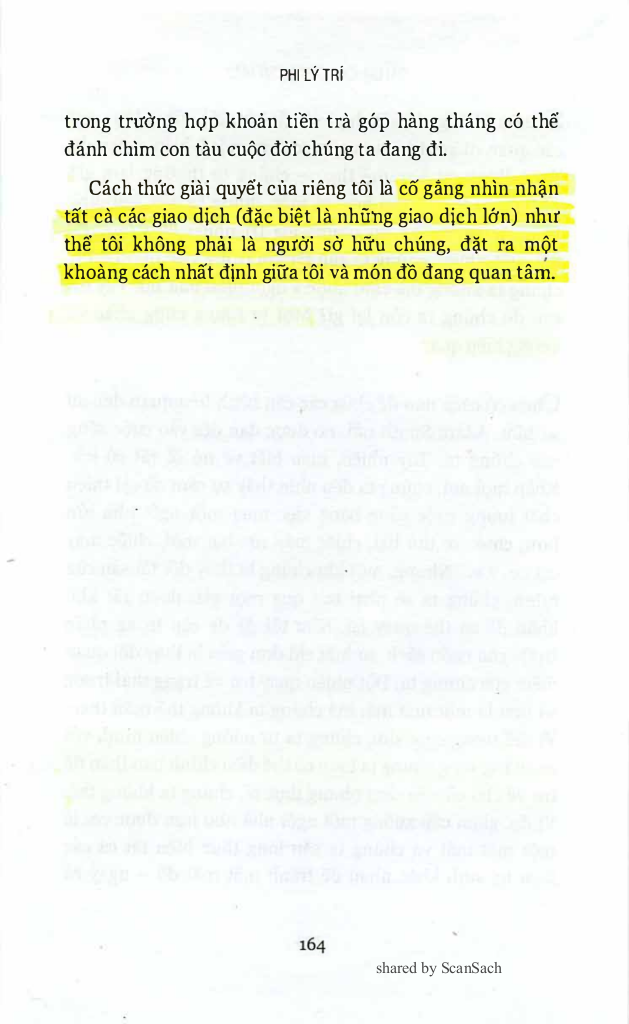 PHI LÝ TRÍ
trong trường hợp khoản tiền trả góp hàng tháng có thể
đánh chìm con tàu cuộc đời chúng ta đang đi.
Cách thức giải quyết của riêng tôi là cố gắng nhìn nhận
tất cả các giao dịch (đặc biệt là những giao dịch lớn) như
thể tôi không phải là người sở hữu chúng, đặt ra một
khoảng cách nhất định giữa tôi và món đồ đang quan tâm.
164
shared by ScanSach